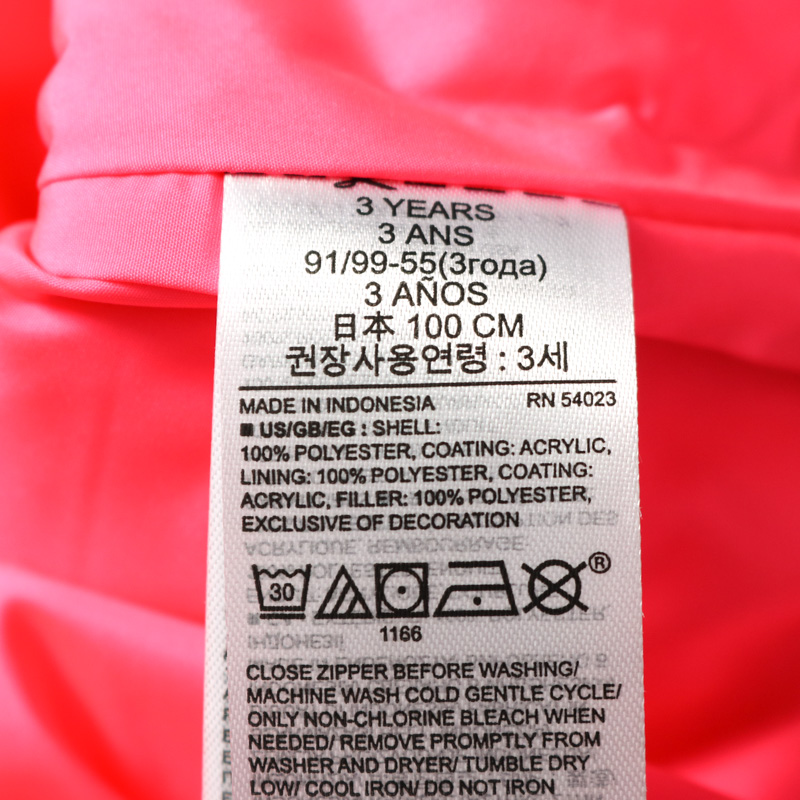 3 YEARS
3 ANS
91/99-55(3года)
3 AÑOS
日本 100 CM
권장사용연령 : 3세
MADE IN INDONESIA RN 54023
■ US/GB/EG : SHELL:
100% POLYESTER, COATING: ACRYLIC,
LINING: 100% POLYESTER, COATING:
ACRYLIC, FILLER: 100% POLYESTER,
EXCLUSIVE OF DECORATION
30 ®
1166
CLOSE ZIPPER BEFORE WASHING/
MACHINE WASH COLD GENTLE CYCLE/
ONLY NON-CHLORINE BLEACH WHEN
NEEDED/ REMOVE PROMPTLY FROM
WASHER AND DRYER/ TUMBLE DRY
LOW/ COOL IRON/ DO NOT IRON